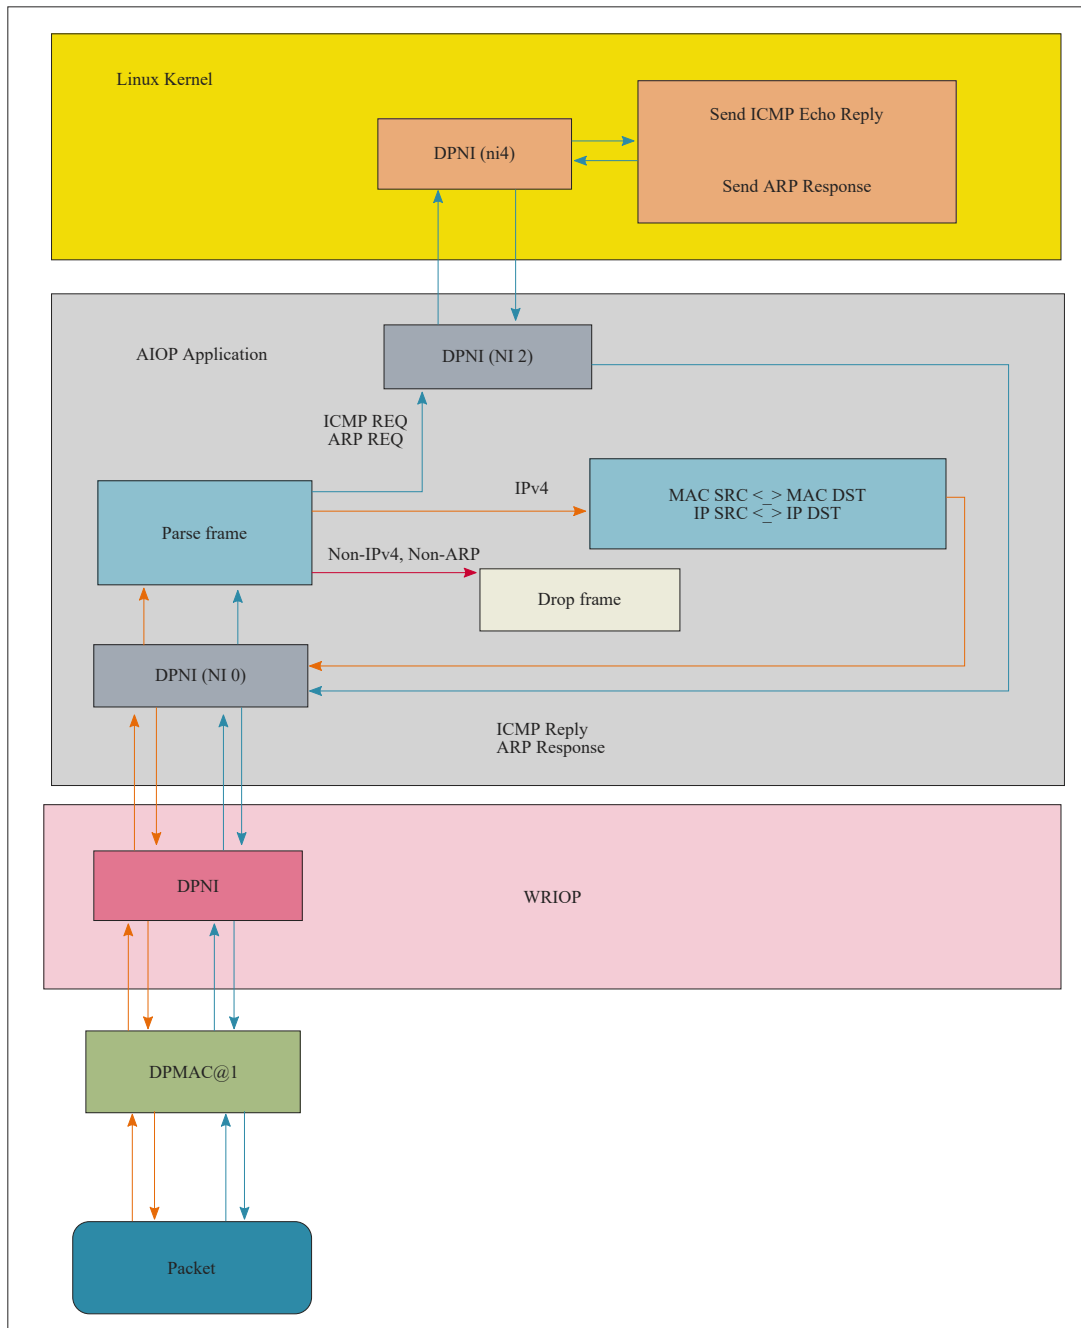 Linux Kernel
Send ICMP Echo Reply
DPNI (ni4)
Send ARP Response
AIOP Application
DPNI (NI 2)
ICMP REQ
ARP REQ
IPv4
MAC SRC <_> MAC DST
IP SRC <_> IP DST
Parse frame
Non-IPv4, Non-ARP
Drop frame
DPNI (NI 0)
ICMP Reply
ARP Response
DPNI
WRIOP
DPMAC@1
Packet